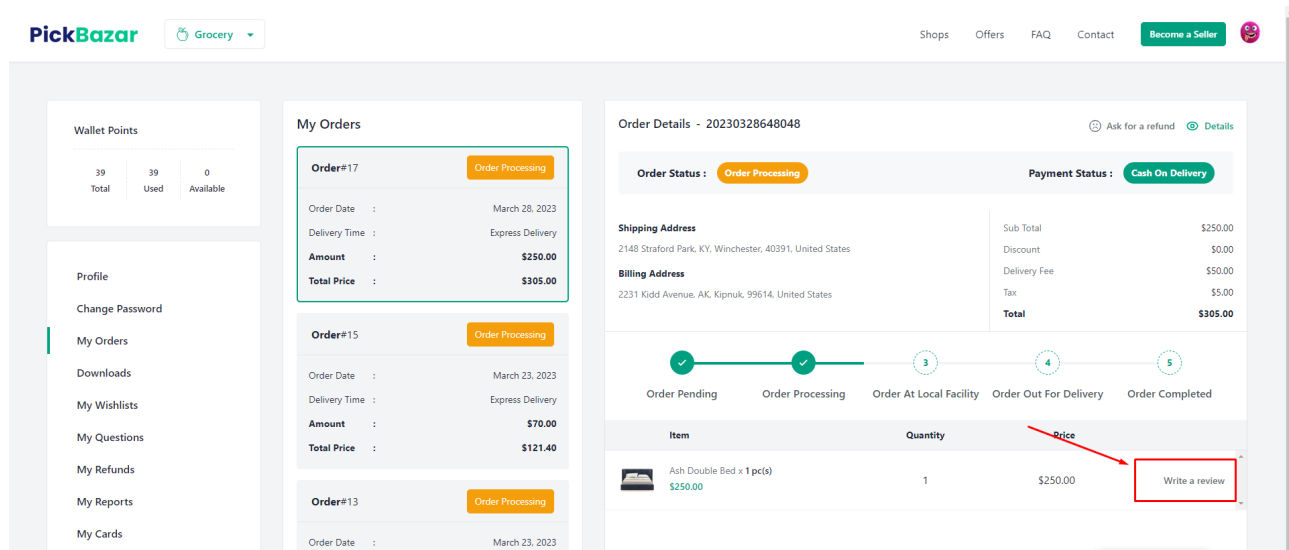 PickBazar
Grocery
Shops Offers FAQ Contact Become a Seller
Wallet Points
39 39 0
Total Used Available
Profile
Change Password
My Orders
Downloads
My Wishlists
My Questions
My Refunds
My Reports
My Cards
My Orders
Order#17 Order Processing
Order Date : March 28, 2023
Delivery Time : Express Delivery
Amount : $250.00
Total Price : $305.00
Order#15 Order Processing
Order Date : March 23, 2023
Delivery Time : Express Delivery
Amount : $70.00
Total Price : $121.40
Order#13 Order Processing
Order Date : March 23, 2023
Order Details - 20230328648048
Ask for a refund Details
Order Status : Order Processing Payment Status : Cash On Delivery
Shipping Address
2148 Straford Park, KY, Winchester, 40391, United States
Billing Address
2231 Kidd Avenue, AK, Kipnuk, 99614, United States
Sub Total $250.00
Discount $0.00
Delivery Fee $50.00
Tax $5.00
Total $305.00
3 4 5
Order Pending Order Processing Order At Local Facility Order Out For Delivery Order Completed
Item Quantity Price
Ash Double Bed x 1 pc(s)
$250.00
1 $250.00 Write a review